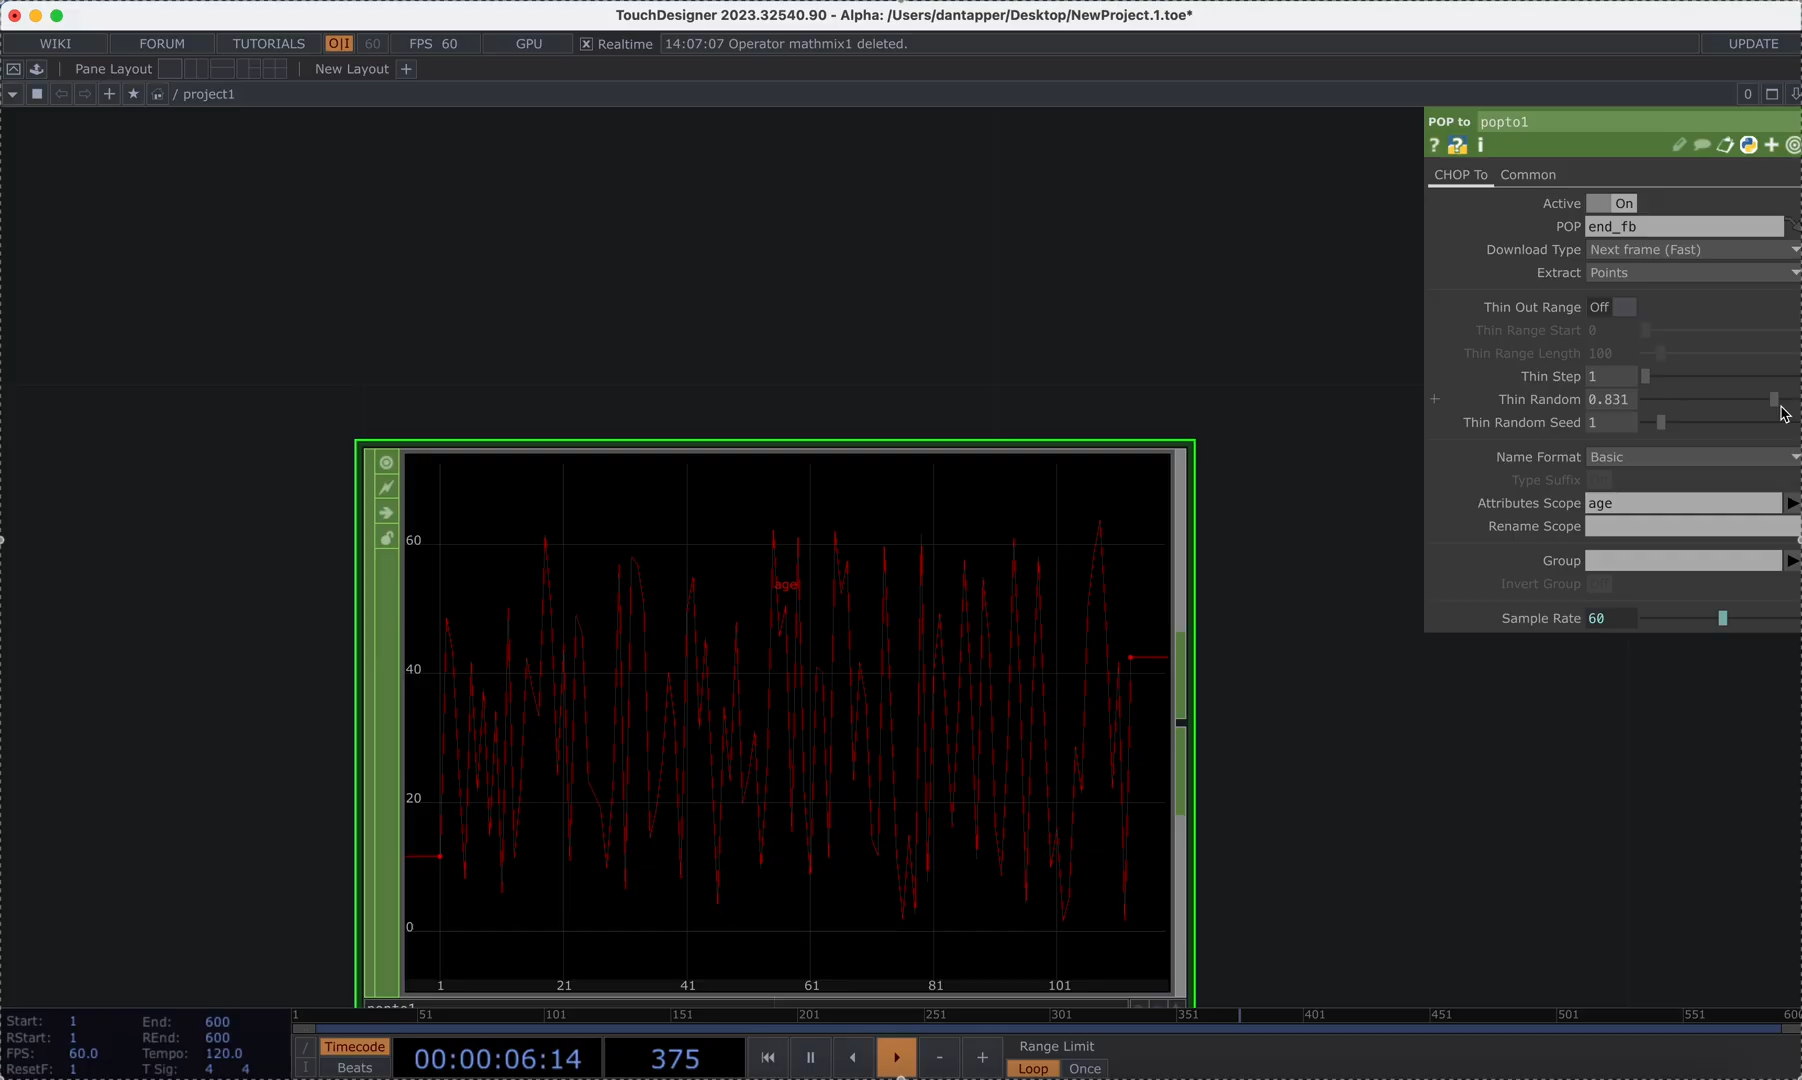 TouchDesigner 2023.32540.90 - Alpha: /Users/dantapper/Desktop/NewProject.1.toe*
WIKI FORUM TUTORIALS O|I 60 FPS 60 GPU X Realtime 14:07:07 Operator mathmix1 deleted. UPDATE
Pane Layout New Layout +
/ project1 0
POP to popto1
? ? i
CHOP To Common
Active On
POP end_fb
Download Type Next frame (Fast)
Extract Points
Thin Out Range Off
Thin Range Start 0
Thin Range Length 100
Thin Step 1
Thin Random 0.831
Thin Random Seed 1
Name Format Basic
Type Suffix
Attributes Scope age
Rename Scope
Group
Invert Group
Sample Rate 60
60
age
40
20
0
1 21 41 61 81 101
popto1
1 51 101 151 201 251 301 351 401 451 501 551 600
Start: 1 End: 600
RStart: 1 REnd: 600
FPS: 60.0 Tempo: 120.0
ResetF: 1 T Sig: 4 4
/ Timecode
I Beats
00:00:06:14 375
- +
Range Limit
Loop Once